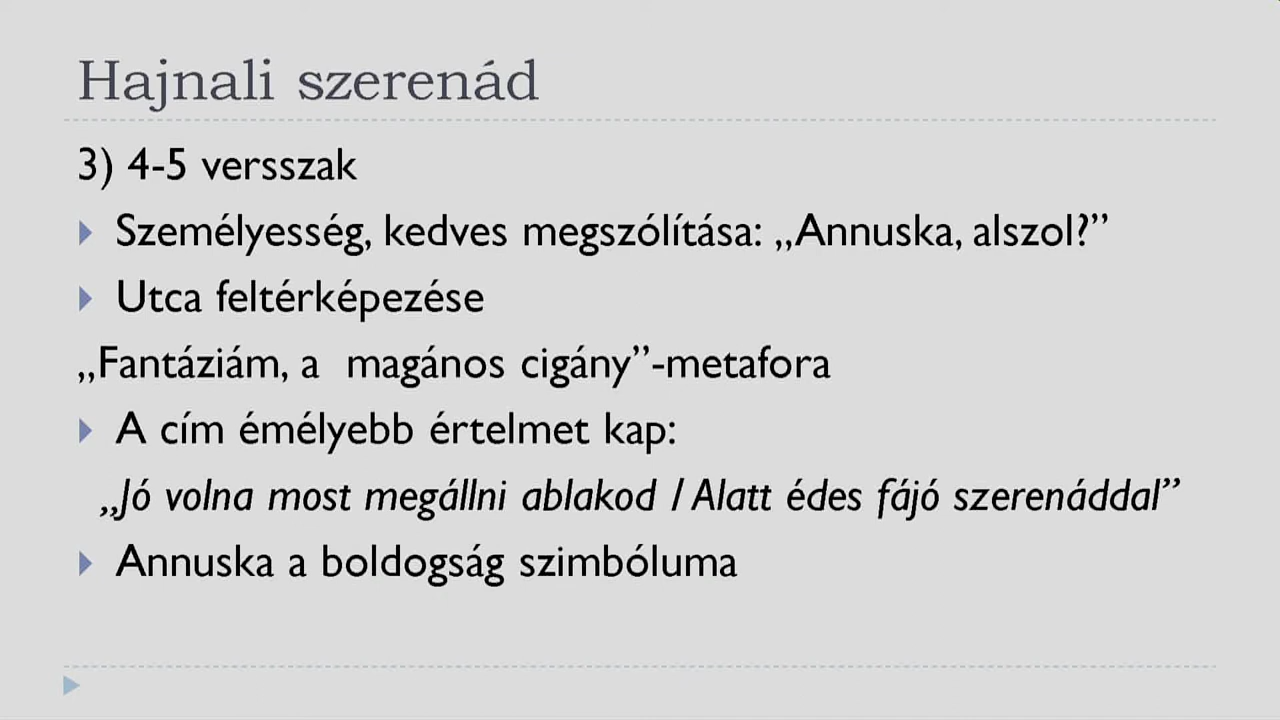 Hajnali szerenád
3) 4-5 versszak
Személyesség, kedves megszólítása: „Annuska, alszol?”
Utca feltérképezése
„Fantáziám, a magános cigány”-metafora
A cím émélyebb értelmet kap:
„Jó volna most megállni ablakod / Alatt édes fájó szerenáddal”
Annuska a boldogság szimbóluma